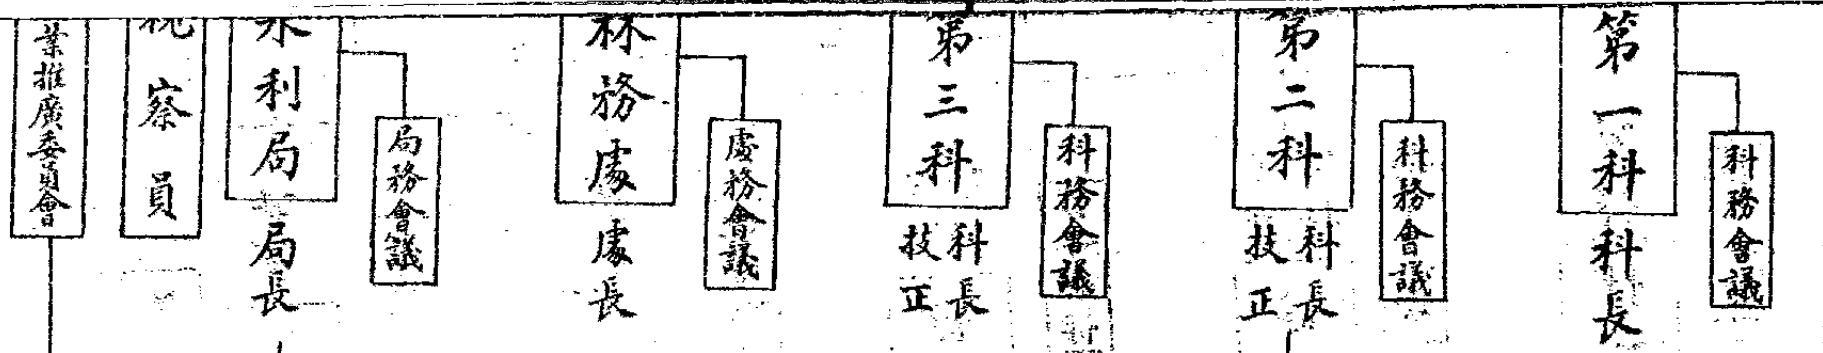 第一科
科長
科務會議
第二科
科長
技正
科務會議
第三科
科長
技正
科務會議
林務處
處長
處務會議
水利局
局長
局務會議
視察員
業推廣委員會